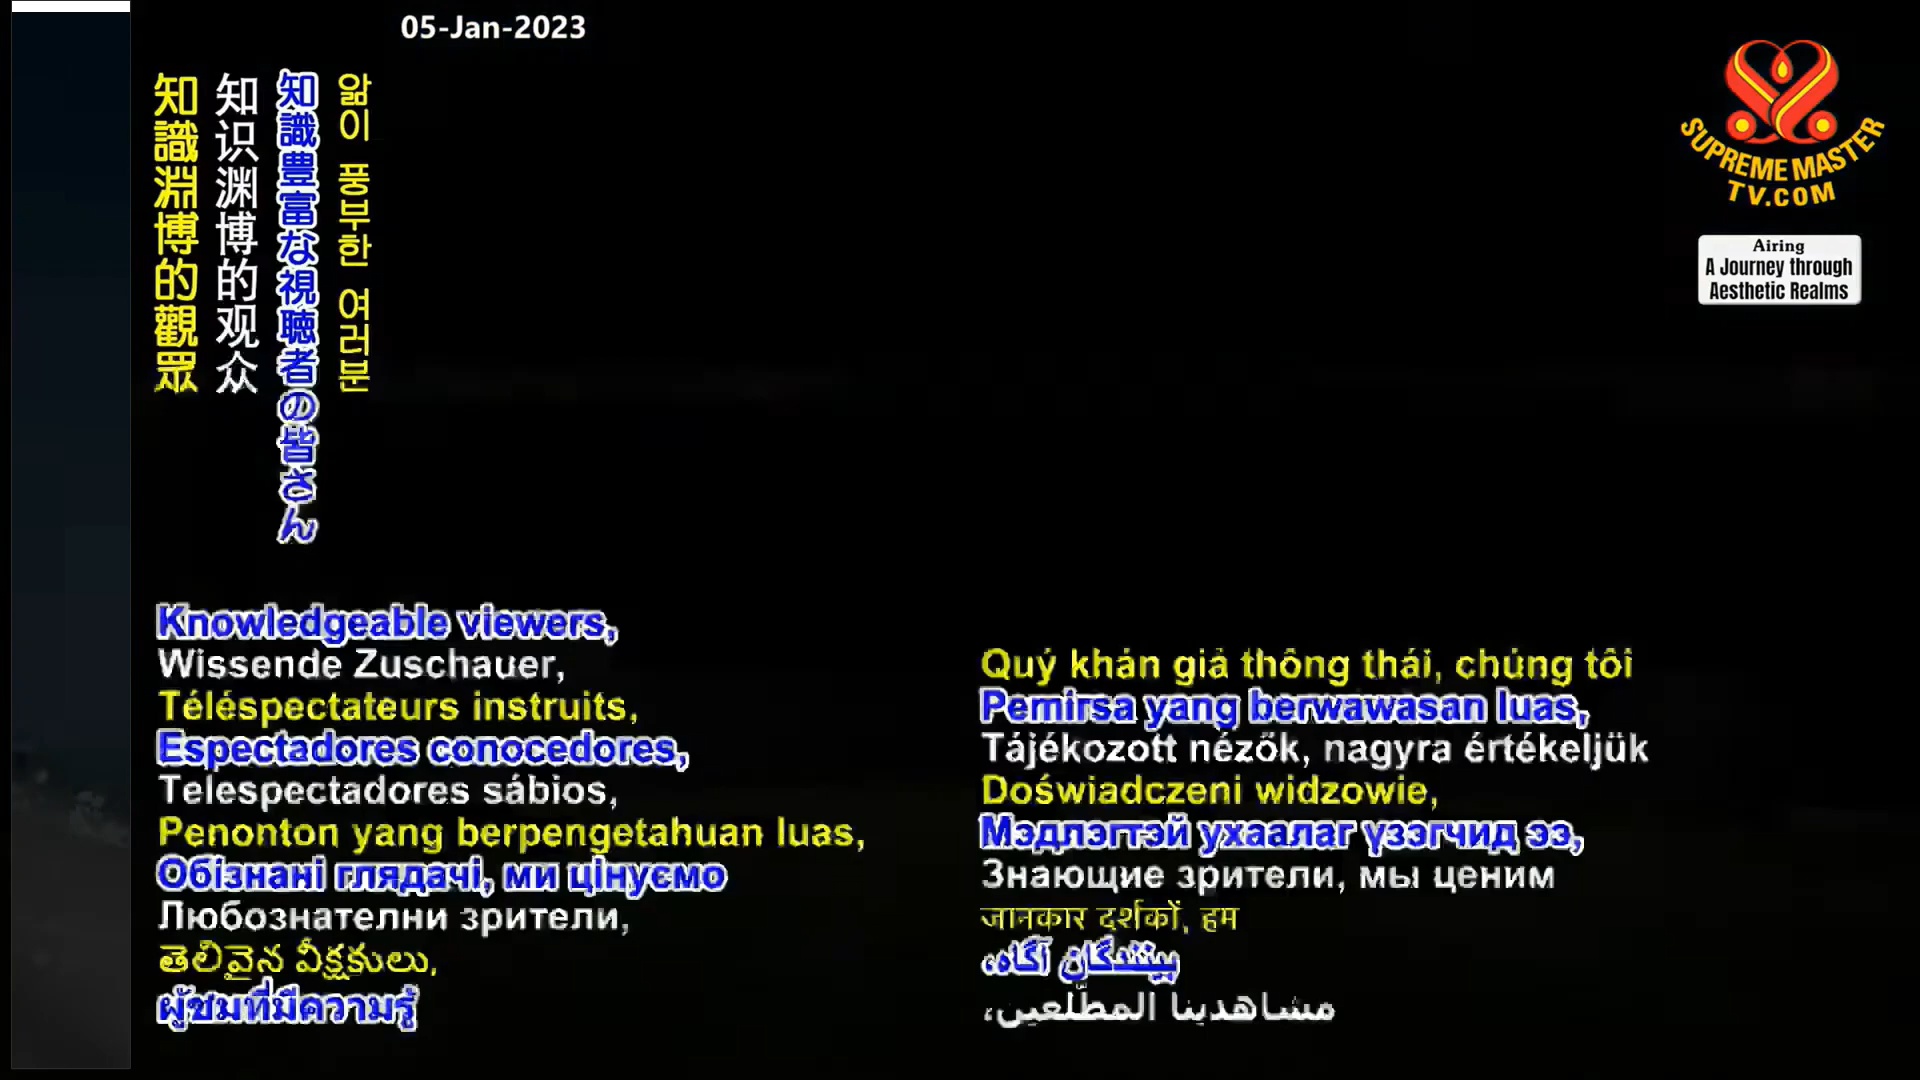 05-Jan-2023
知識淵博的觀眾
知识渊博的观众
知識豊富な視聴者の皆さん
앎이 풍부한 여러분
SUPREME MASTER
TV.COM
Airing
A Journey through
Aesthetic Realms
Knowledgeable viewers,
Wissende Zuschauer,
Téléspectateurs instruits,
Espectadores conocedores,
Telespectadores sábios,
Penonton yang berpengetahuan luas,
Обізнані глядачі, ми цінуємо
Любознателни зрители,
తెలివైన వీక్షకులు,
ผู้ชมที่มีความรู้
Quý khán giả thông thái, chúng tôi
Pemirsa yang berwawasan luas,
Tájékozott nézők, nagyra értékeljük
Doświadczeni widzowie,
Мэдлэгтэй ухаалаг үзэгчид ээ,
Знающие зрители, мы ценим
जानकार दर्शकों, हम
بینندگان آگاه،
مشاهدينا المطّلعين،